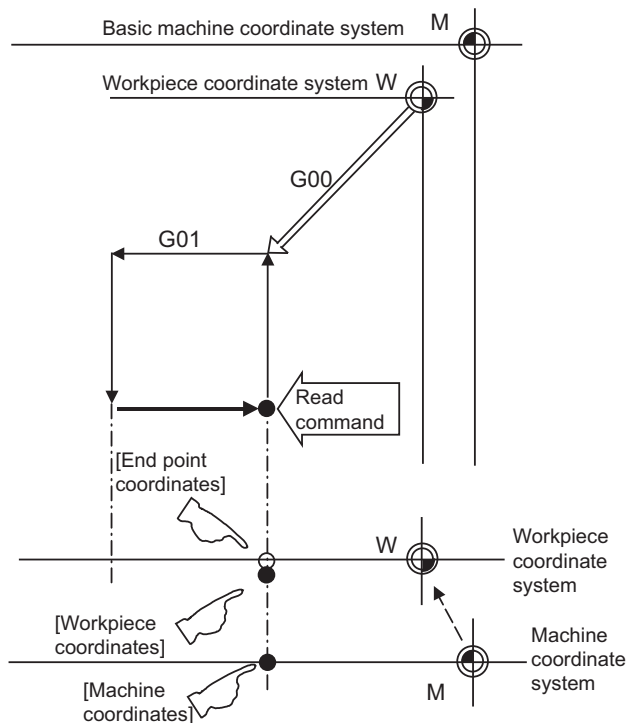 Basic machine coordinate system
M
Workpiece coordinate system
W
G00
G01
Read
command
[End point
coordinates]
W
Workpiece
coordinate
system
[Workpiece
coordinates]
Machine
coordinate
system
[Machine
coordinates]
M